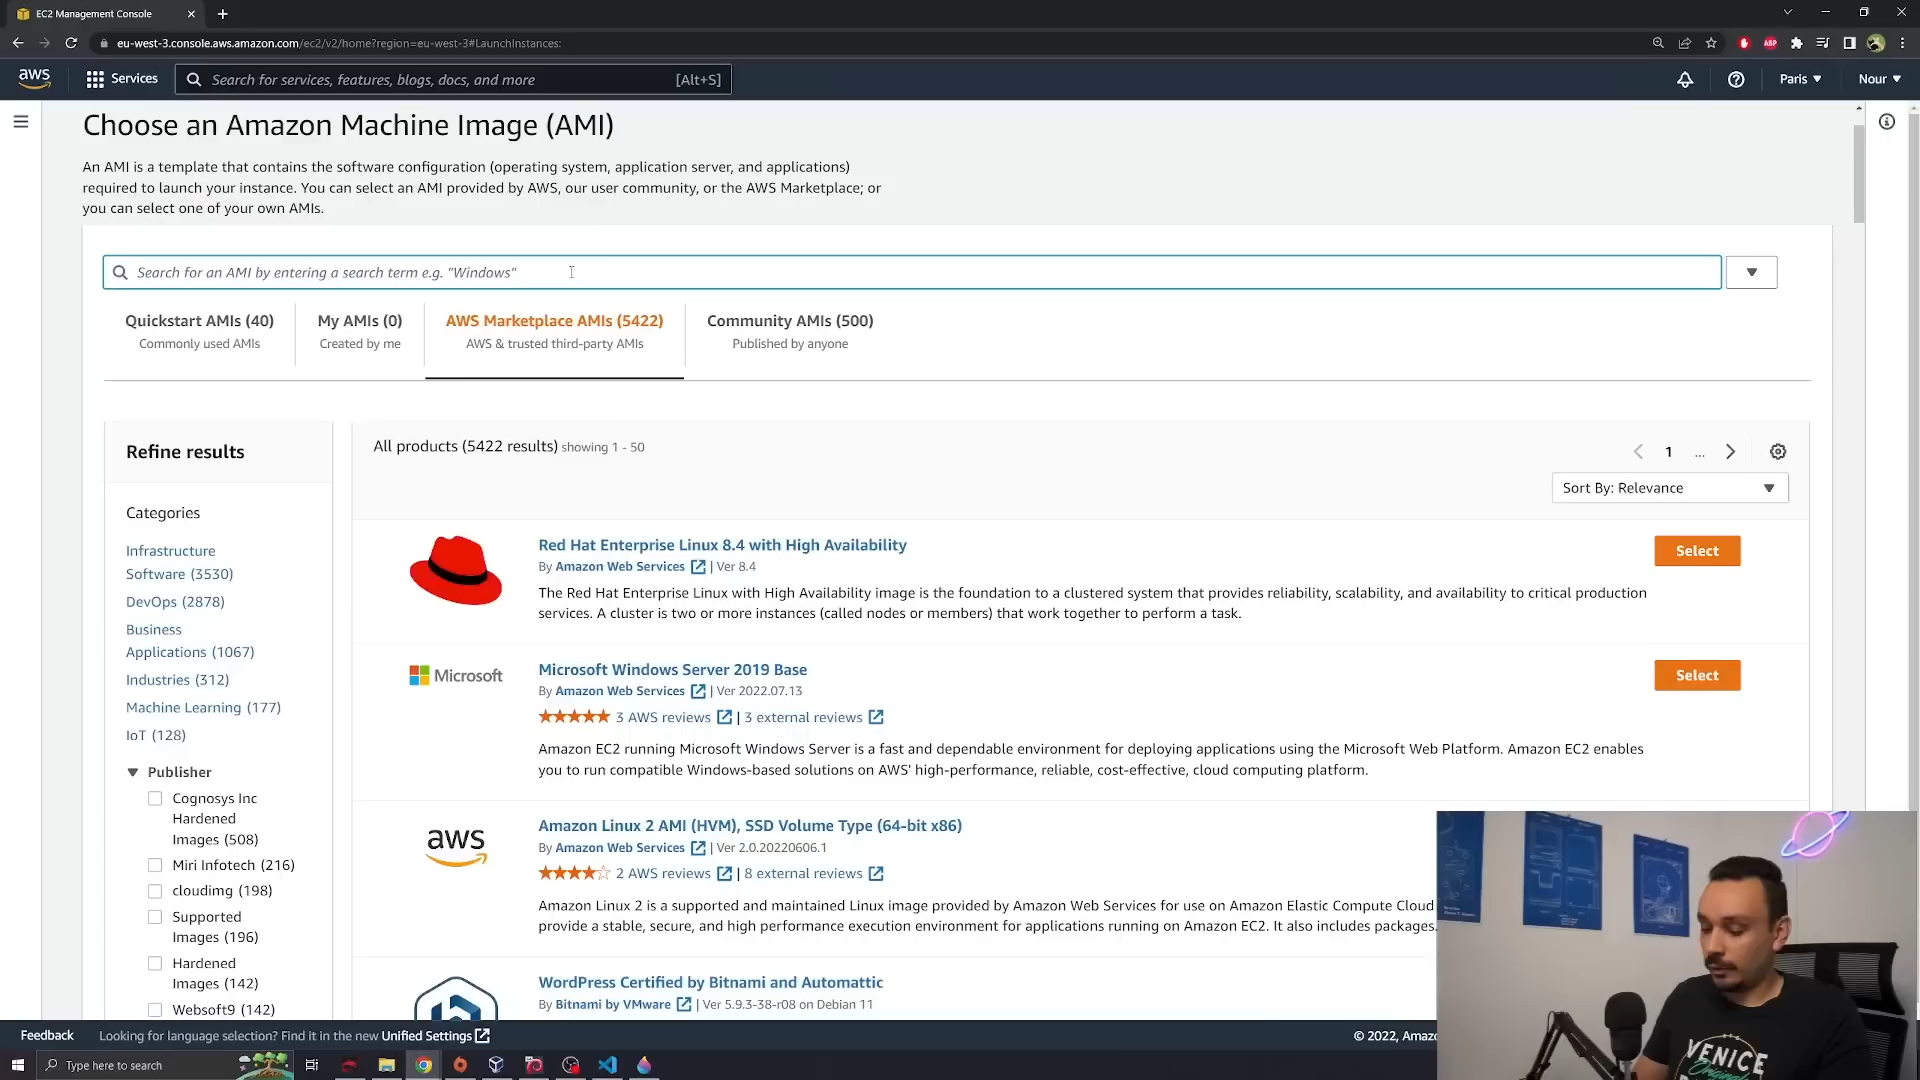 EC2 Management Console
eu-west-3.console.aws.amazon.com/ec2/v2/home?region=eu-west-3#LaunchInstances:
ABP
aws
Services
Search for services, features, blogs, docs, and more
[Alt+S]
Paris
Nour
Choose an Amazon Machine Image (AMI)
An AMI is a template that contains the software configuration (operating system, application server, and applications)
required to launch your instance. You can select an AMI provided by AWS, our user community, or the AWS Marketplace; or
you can select one of your own AMIs.
Search for an AMI by entering a search term e.g. "Windows"
Quickstart AMIs (40)
Commonly used AMIs
My AMIs (0)
Created by me
AWS Marketplace AMIs (5422)
AWS & trusted third-party AMIs
Community AMIs (500)
Published by anyone
Refine results
Categories
Infrastructure
Software (3530)
DevOps (2878)
Business
Applications (1067)
Industries (312)
Machine Learning (177)
IoT (128)
Publisher
Cognosys Inc
Hardened
Images (508)
Miri Infotech (216)
cloudimg (198)
Supported
Images (196)
Hardened
Images (142)
Websoft9 (142)
All products (5422 results) showing 1 - 50
1 ...
Sort By: Relevance
Red Hat Enterprise Linux 8.4 with High Availability
By Amazon Web Services | Ver 8.4
The Red Hat Enterprise Linux with High Availability image is the foundation to a clustered system that provides reliability, scalability, and availability to critical production
services. A cluster is two or more instances (called nodes or members) that work together to perform a task.
Select
Microsoft
Microsoft Windows Server 2019 Base
By Amazon Web Services | Ver 2022.07.13
3 AWS reviews | 3 external reviews
Amazon EC2 running Microsoft Windows Server is a fast and dependable environment for deploying applications using the Microsoft Web Platform. Amazon EC2 enables
you to run compatible Windows-based solutions on AWS' high-performance, reliable, cost-effective, cloud computing platform.
Select
aws
Amazon Linux 2 AMI (HVM), SSD Volume Type (64-bit x86)
By Amazon Web Services | Ver 2.0.20220606.1
2 AWS reviews | 8 external reviews
Amazon Linux 2 is a supported and maintained Linux image provided by Amazon Web Services for use on Amazon Elastic Compute Cloud
provide a stable, secure, and high performance execution environment for applications running on Amazon EC2. It also includes packages
WordPress Certified by Bitnami and Automattic
By Bitnami by VMware | Ver 5.9.3-38-r08 on Debian 11
Feedback
Looking for language selection? Find it in the new Unified Settings
© 2022, Amazo
Type here to search
VENICE
Original